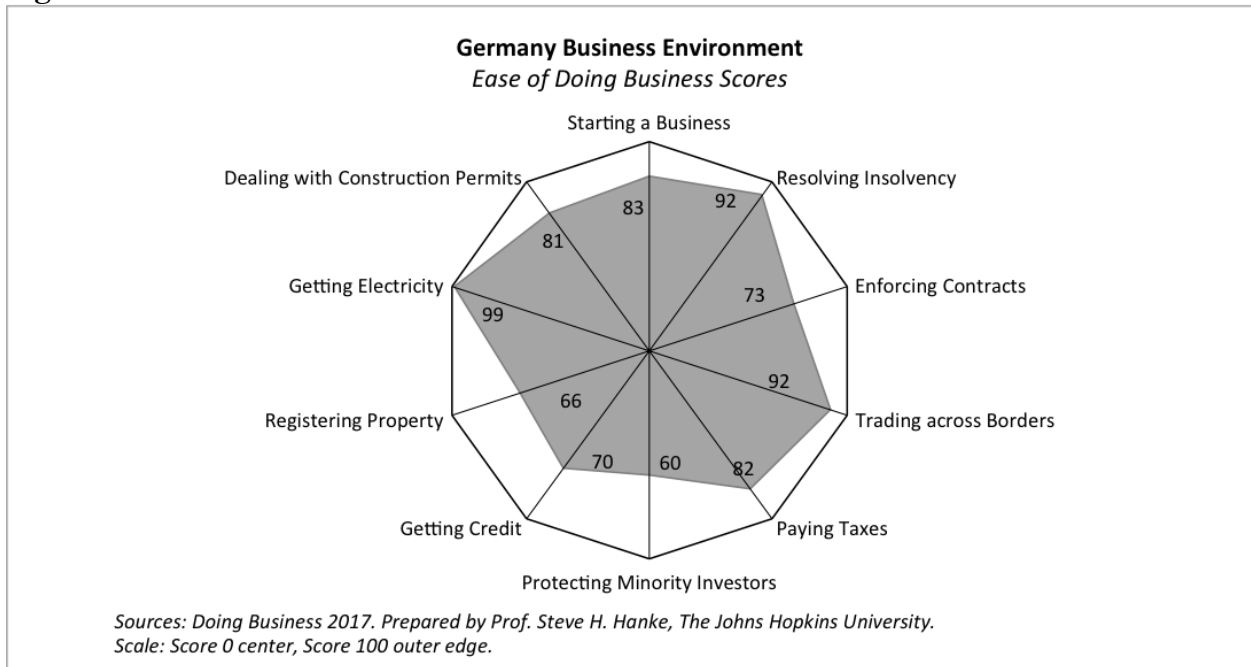 Germany Business Environment
Ease of Doing Business Scores
Starting a Business
Dealing with Construction Permits
Resolving Insolvency
83
92
81
Getting Electricity
Enforcing Contracts
99
73
92
Registering Property
66
Trading across Borders
70
60
82
Getting Credit
Paying Taxes
Protecting Minority Investors
Sources: Doing Business 2017. Prepared by Prof. Steve H. Hanke, The Johns Hopkins University.
Scale: Score 0 center, Score 100 outer edge.